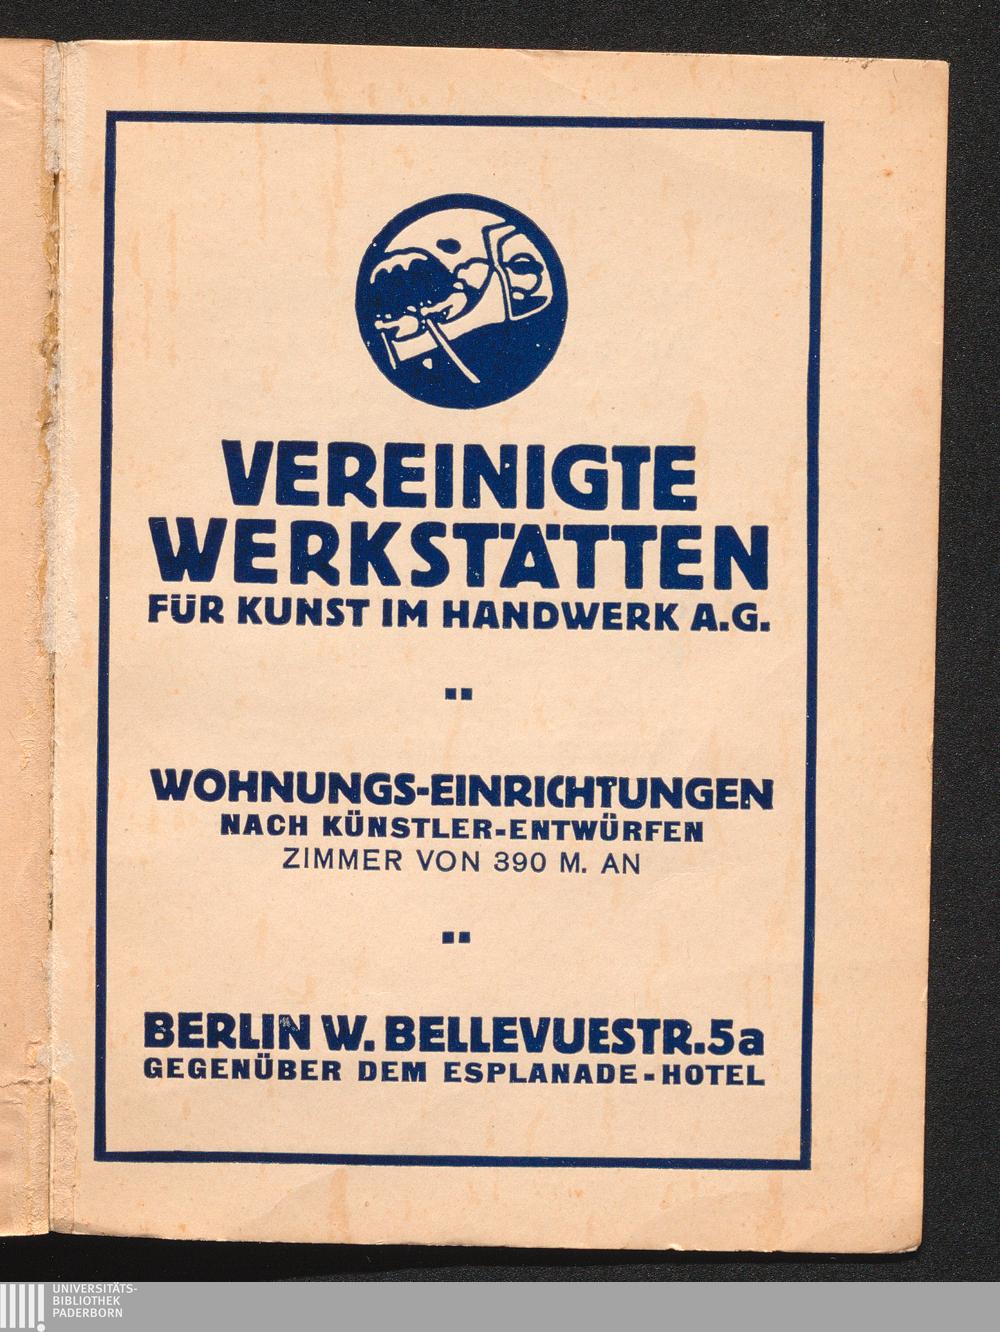 VEREINIGTE
WERKSTÄTTEN
FÜR KUNST IM HANDWERK A.G.
WOHNUNGS-EINRICHTUNGEN
NACH KÜNSTLER-ENTWÜRFEN
ZIMMER VON 390 M. AN
BERLIN W. BELLEVUESTR.5a
GEGENÜBER DEM ESPLANADE-HOTEL
UNIVERSITÄTS-
BIBLIOTHEK
PADERBORN